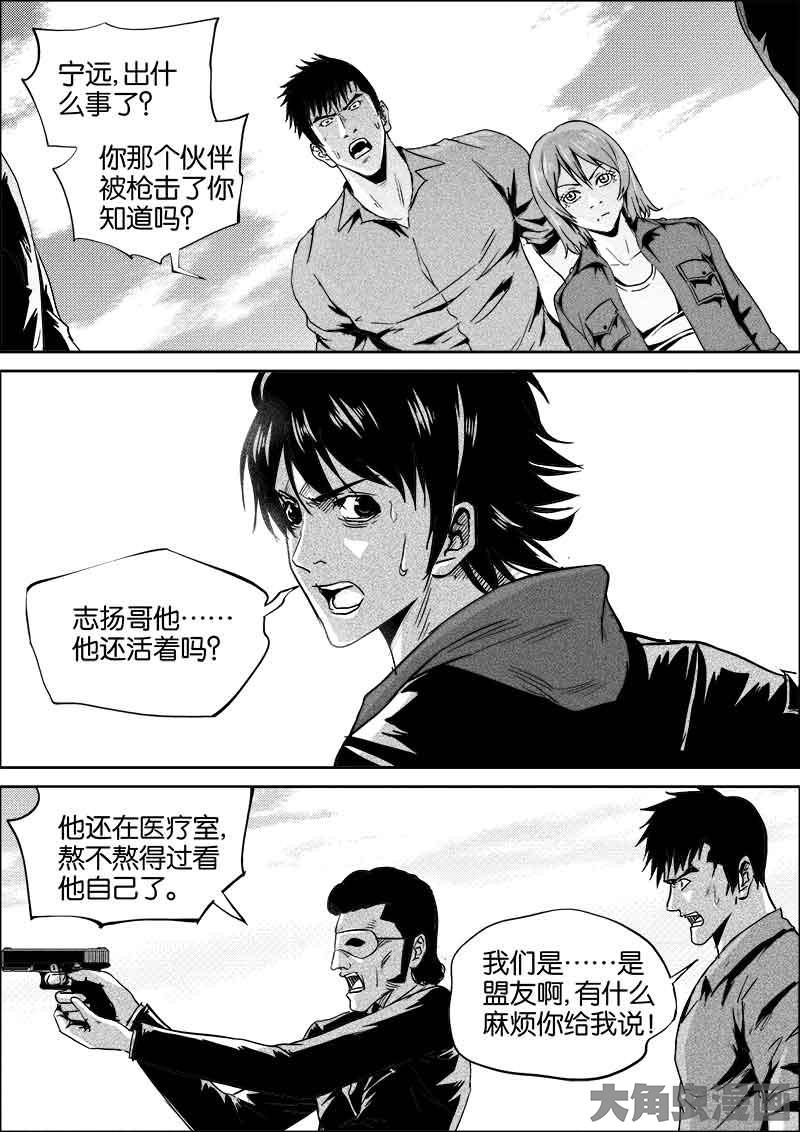 宁远,出什
么事了?
你那个伙伴
被枪击了你
知道吗?
志扬哥他……
他还活着吗?
他还在医疗室,
熬不熬得过看
他自己了。
我们是……是
盟友啊,有什么
麻烦你给我说!
大角虫漫画